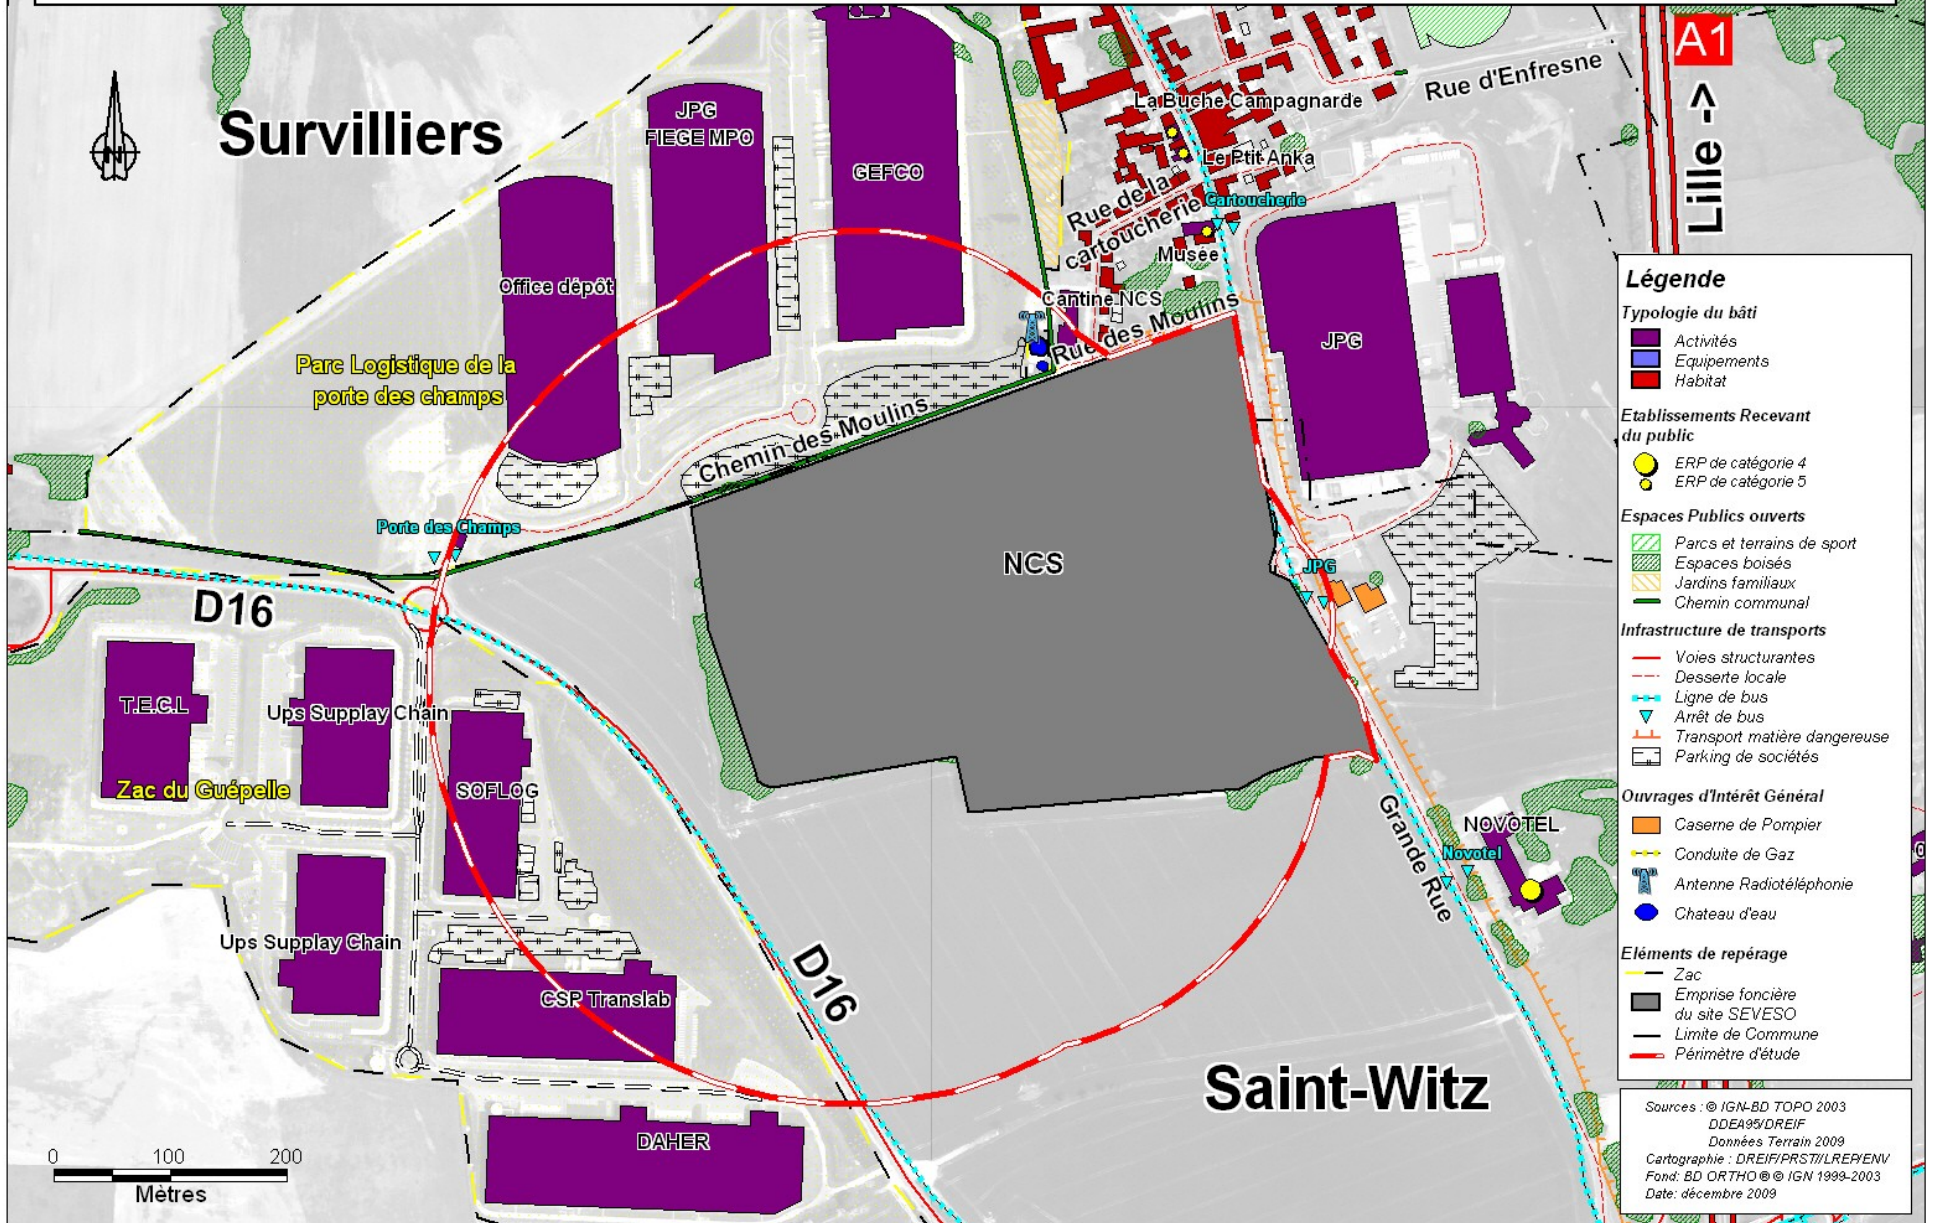 A1
Lille ->
Rue d'Enfresne
Survilliers
JPG
FIEGE MPO
GEFCO
La Buche Campagnarde
Le Ptit Anka
Rue de la
cartoucherie
Cartoucherie
Musée
Office dépôt
Cantine NCS
Rue des Moulins
JPG
Parc Logistique de la
porte des champs
Chemin des Moulins
Porte des Champs
NCS
JPG
D16
T.E.C.L
Ups Supplay Chain
Zac du Guépelle
SOFLOG
Grande Rue
NOVOTEL
Novotel
Ups Supplay Chain
CSP Translab
D16
Saint-Witz
DAHER
0 100 200
Mètres
Légende
Typologie du bâti
Activités
Equipements
Habitat
Etablissements Recevant
du public
ERP de catégorie 4
ERP de catégorie 5
Espaces Publics ouverts
Parcs et terrains de sport
Espaces boisés
Jardins familiaux
Chemin communal
Infrastructure de transports
Voies structurantes
Desserte locale
Ligne de bus
Arrêt de bus
Transport matière dangereuse
Parking de sociétés
Ouvrages d'Intérêt Général
Caserne de Pompier
Conduite de Gaz
Antenne Radiotéléphonie
Chateau d'eau
Eléments de repérage
Zac
Emprise foncière
du site SEVESO
Limite de Commune
Périmètre d'étude
Sources : © IGN-BD TOPO 2003
DDEA95/DREIF
Données Terrain 2009
Cartographie : DREIF/PRST//LREP/ENV
Fond: BD ORTHO ® © IGN 1999-2003
Date: décembre 2009